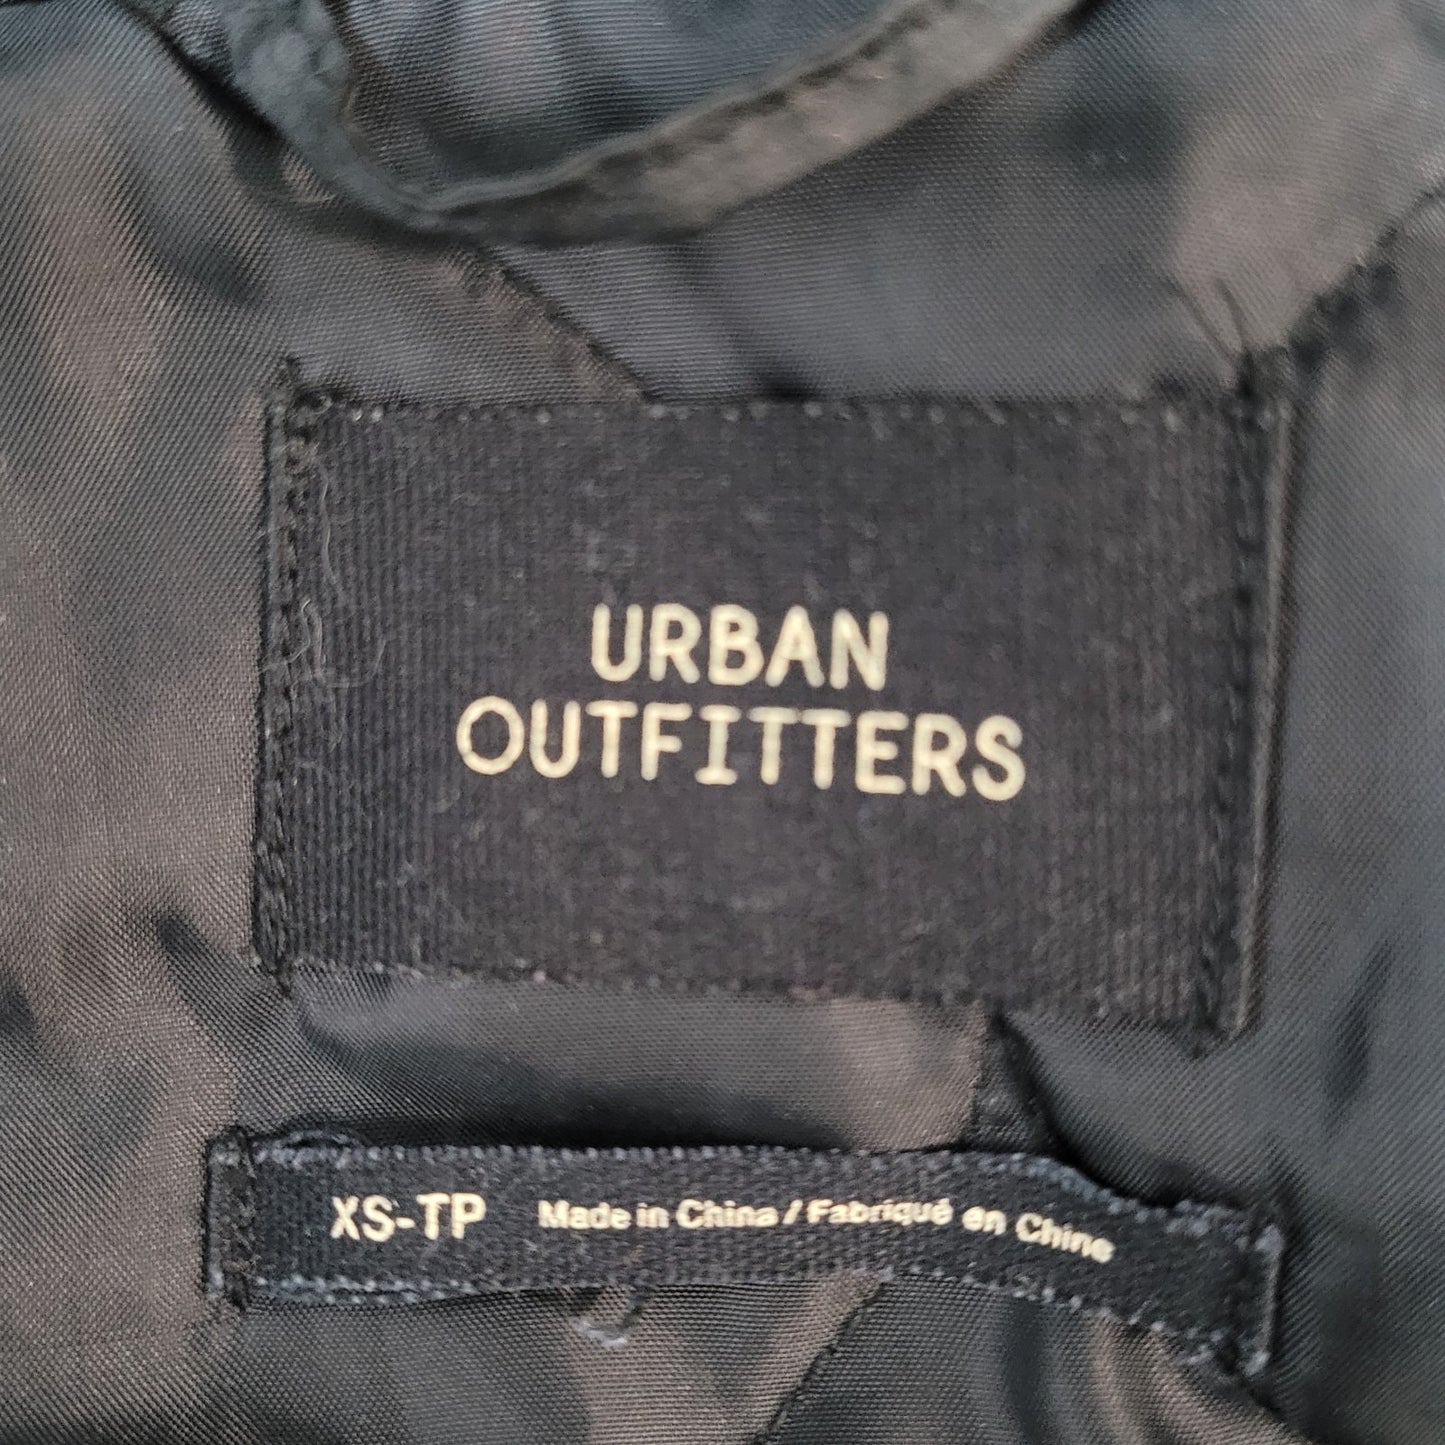 URBAN
OUTFITTERS
XS-TP Made in China / Fabriqué en Chine